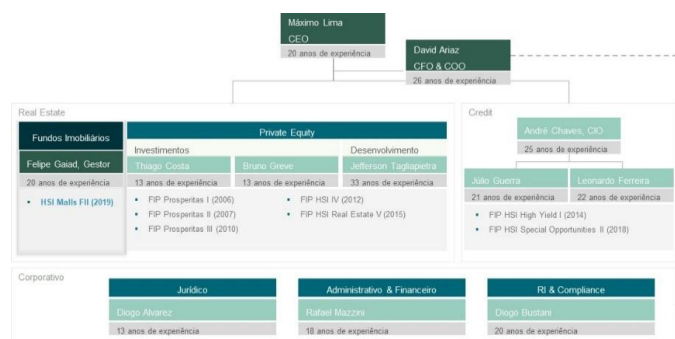 Máximo Lima
CEO
20 anos de experiência
David Ariaz
CFO & COO
26 anos de experiência
Real Estate
Fundos Imobiliários
Felipe Gaiad, Gestor
20 anos de experiência
• HSI Malls FII (2019)
Private Equity
Investimentos
Desenvolvimento
Thiago Costa
Bruno Greve
Jefferson Tagliapietra
13 anos de experiência
13 anos de experiência
33 anos de experiência
• FIP Prosperitas I (2006)
• FIP Prosperitas II (2007)
• FIP Prosperitas III (2010)
• FIP HSI IV (2012)
• FIP HSI Real Estate V (2015)
Credit
André Chaves, CIO
25 anos de experiência
Júlio Guerra
Leonardo Ferreira
21 anos de experiência
22 anos de experiência
• FIP HSI High Yield I (2014)
• FIP HSI Special Opportunities II (2018)
Corporativo
Jurídico
Diogo Alvarez
13 anos de experiência
Administrativo & Financeiro
Rafael Mazzini
18 anos de experiência
RI & Compliance
Diogo Bustani
20 anos de experiência